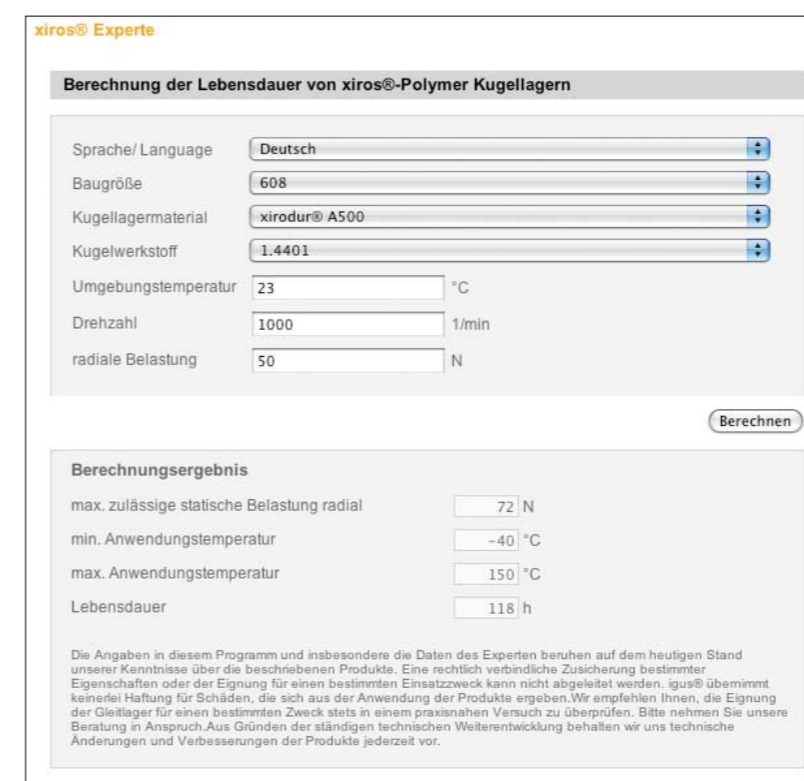 xiros® Experte
Berechnung der Lebensdauer von xiros®-Polymer Kugellagern
Sprache/ Language Deutsch
Baugröße 608
Kugellagermaterial xirodur® A500
Kugelwerkstoff 1.4401
Umgebungstemperatur 23 °C
Drehzahl 1000 1/min
radiale Belastung 50 N
Berechnen
Berechnungsergebnis
max. zulässige statische Belastung radial 72 N
min. Anwendungstemperatur -40 °C
max. Anwendungstemperatur 150 °C
Lebensdauer 118 h
Die Angaben in diesem Programm und insbesondere die Daten des Experten beruhen auf dem heutigen Stand
unserer Kenntnisse über die beschriebenen Produkte. Eine rechtlich verbindliche Zusicherung bestimmter
Eigenschaften oder der Eignung für einen bestimmten Einsatzzweck kann nicht abgeleitet werden. igus® übernimmt
keinerlei Haftung für Schäden, die sich aus der Anwendung der Produkte ergeben.Wir empfehlen Ihnen, die Eignung
der Gleitlager für einen bestimmten Zweck stets in einem praxisnahen Versuch zu überprüfen. Bitte nehmen Sie unsere
Beratung in Anspruch.Aus Gründen der ständigen technischen Weiterentwicklung behalten wir uns technische
Änderungen und Verbesserungen der Produkte jederzeit vor.